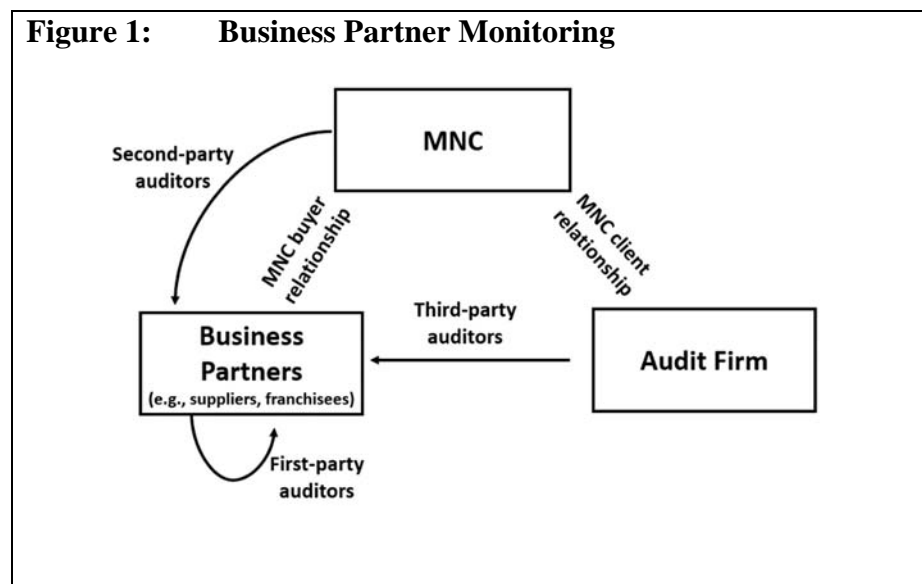 Figure 1: Business Partner Monitoring
MNC
Second-party
auditors
MNC buyer
relationship
MNC client
relationship
Third-party
auditors
Business
Partners
(e.g., suppliers, franchisees)
Audit Firm
First-party
auditors